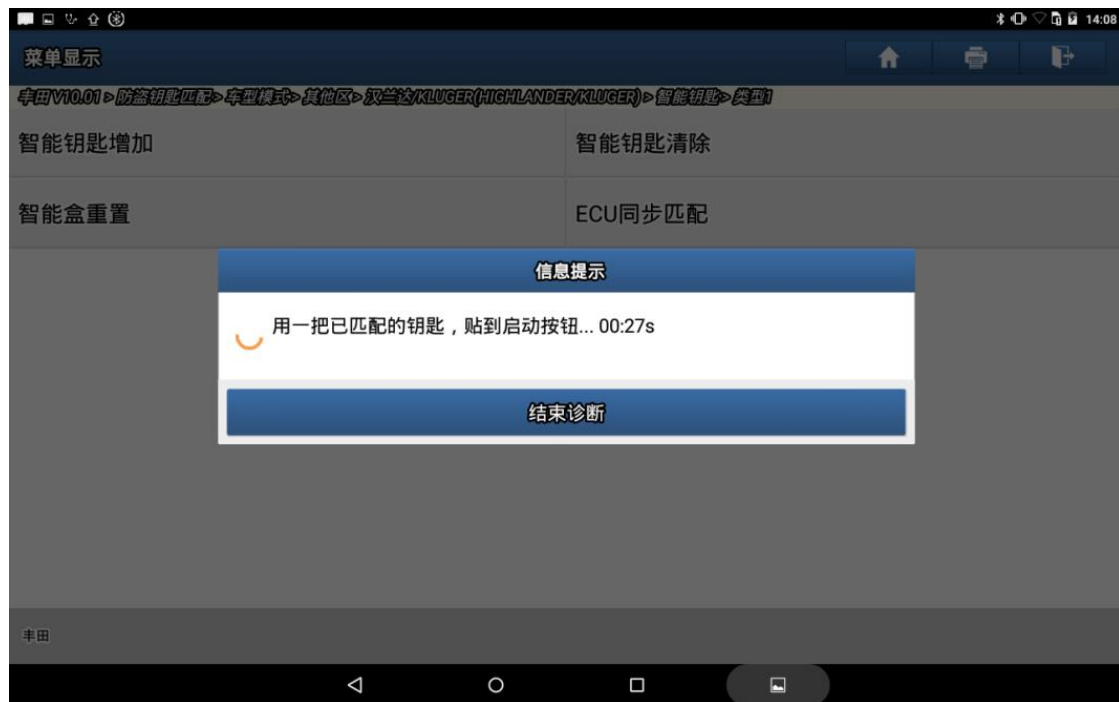 14:08
菜单显示
丰田V10.01 > 防盗钥匙匹配> 车型模式> 其他区> 汉兰达/KLUGER(HIGHLANDER/KLUGER)> 智能钥匙> 类型1
智能钥匙增加 智能钥匙清除
智能盒重置 ECU同步匹配
信息提示
用一把已匹配的钥匙，贴到启动按钮... 00:27s
结束诊断
丰田